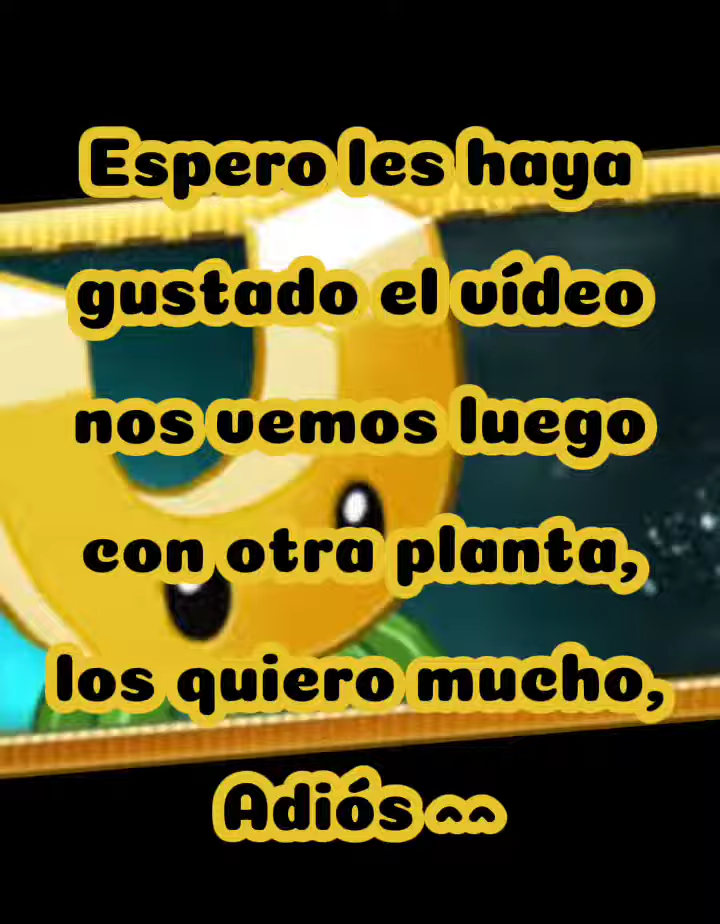 Espero les haya
gustado el vídeo
nos vemos luego
con otra planta,
los quiero mucho,
Adiós ^^